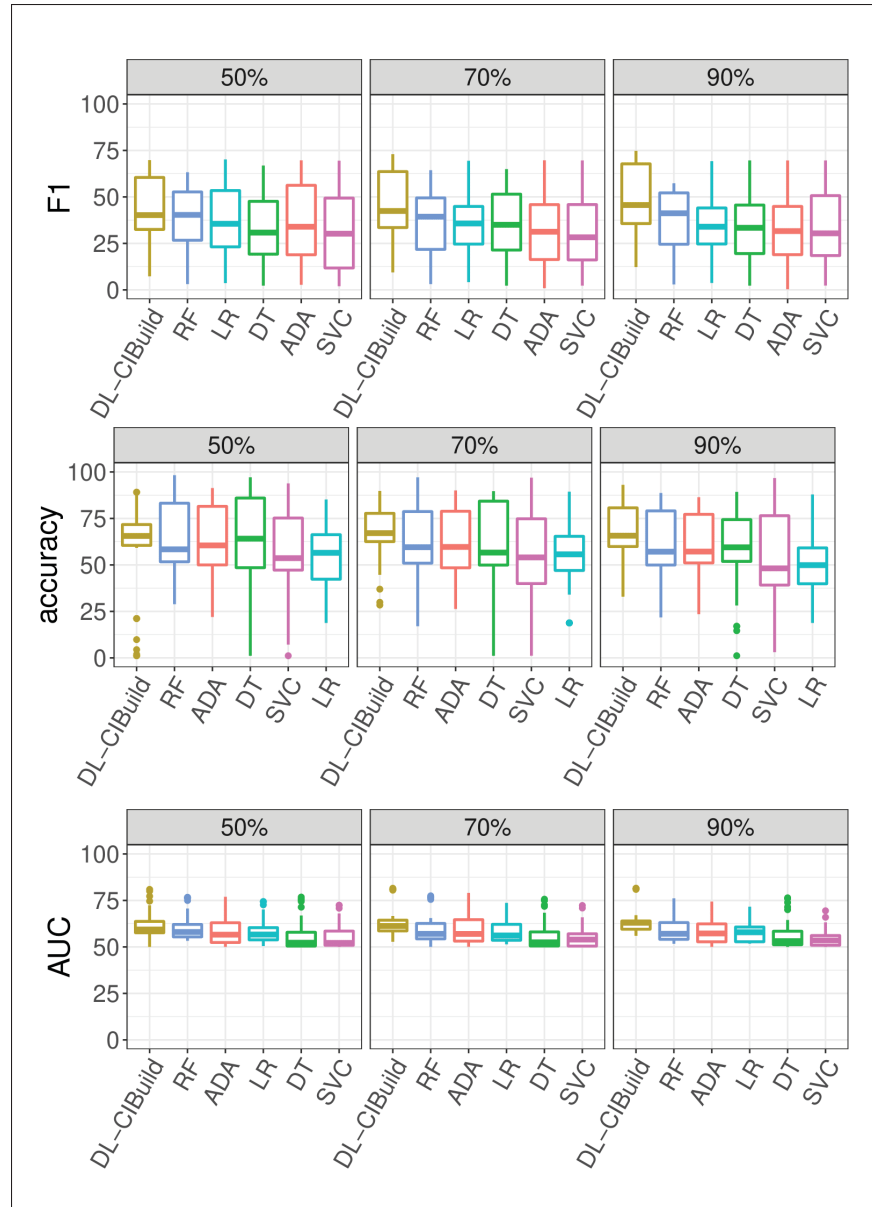 50% 70% 90%
F1
100
75
50
25
0
DL−CIBuild RF LR DT ADA SVC DL−CIBuild RF LR DT ADA SVC DL−CIBuild RF LR DT ADA SVC
50% 70% 90%
accuracy
100
75
50
25
0
DL−CIBuild RF ADA DT SVC LR DL−CIBuild RF ADA DT SVC LR DL−CIBuild RF ADA DT SVC LR
50% 70% 90%
AUC
100
75
50
25
0
DL−CIBuild RF ADA LR DT SVC DL−CIBuild RF ADA LR DT SVC DL−CIBuild RF ADA LR DT SVC